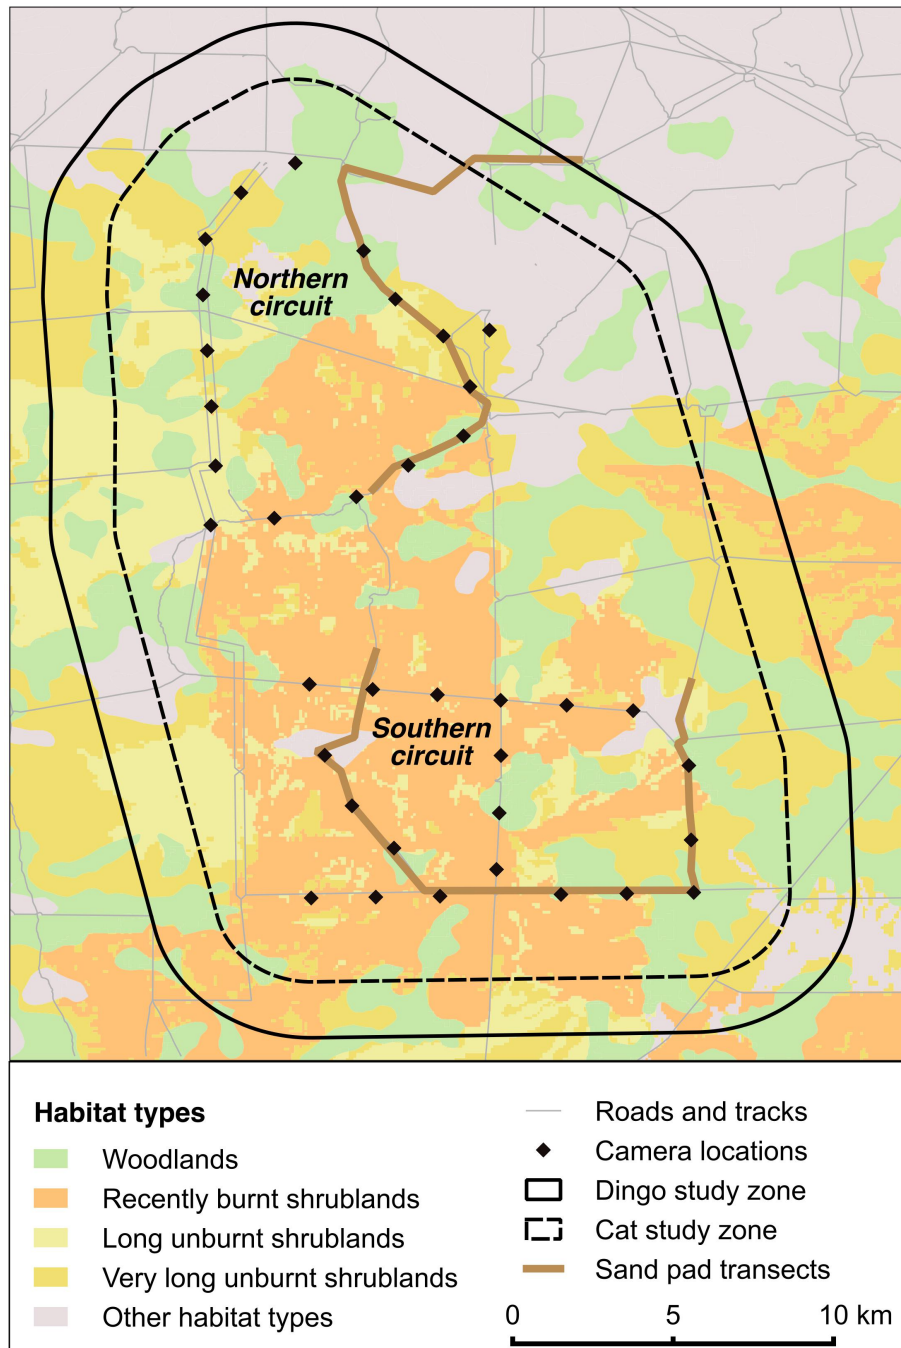 Northern
circuit
Southern
circuit
Habitat types
Woodlands
Recently burnt shrublands
Long unburnt shrublands
Very long unburnt shrublands
Other habitat types
Roads and tracks
Camera locations
Dingo study zone
Cat study zone
Sand pad transects
0 5 10 km